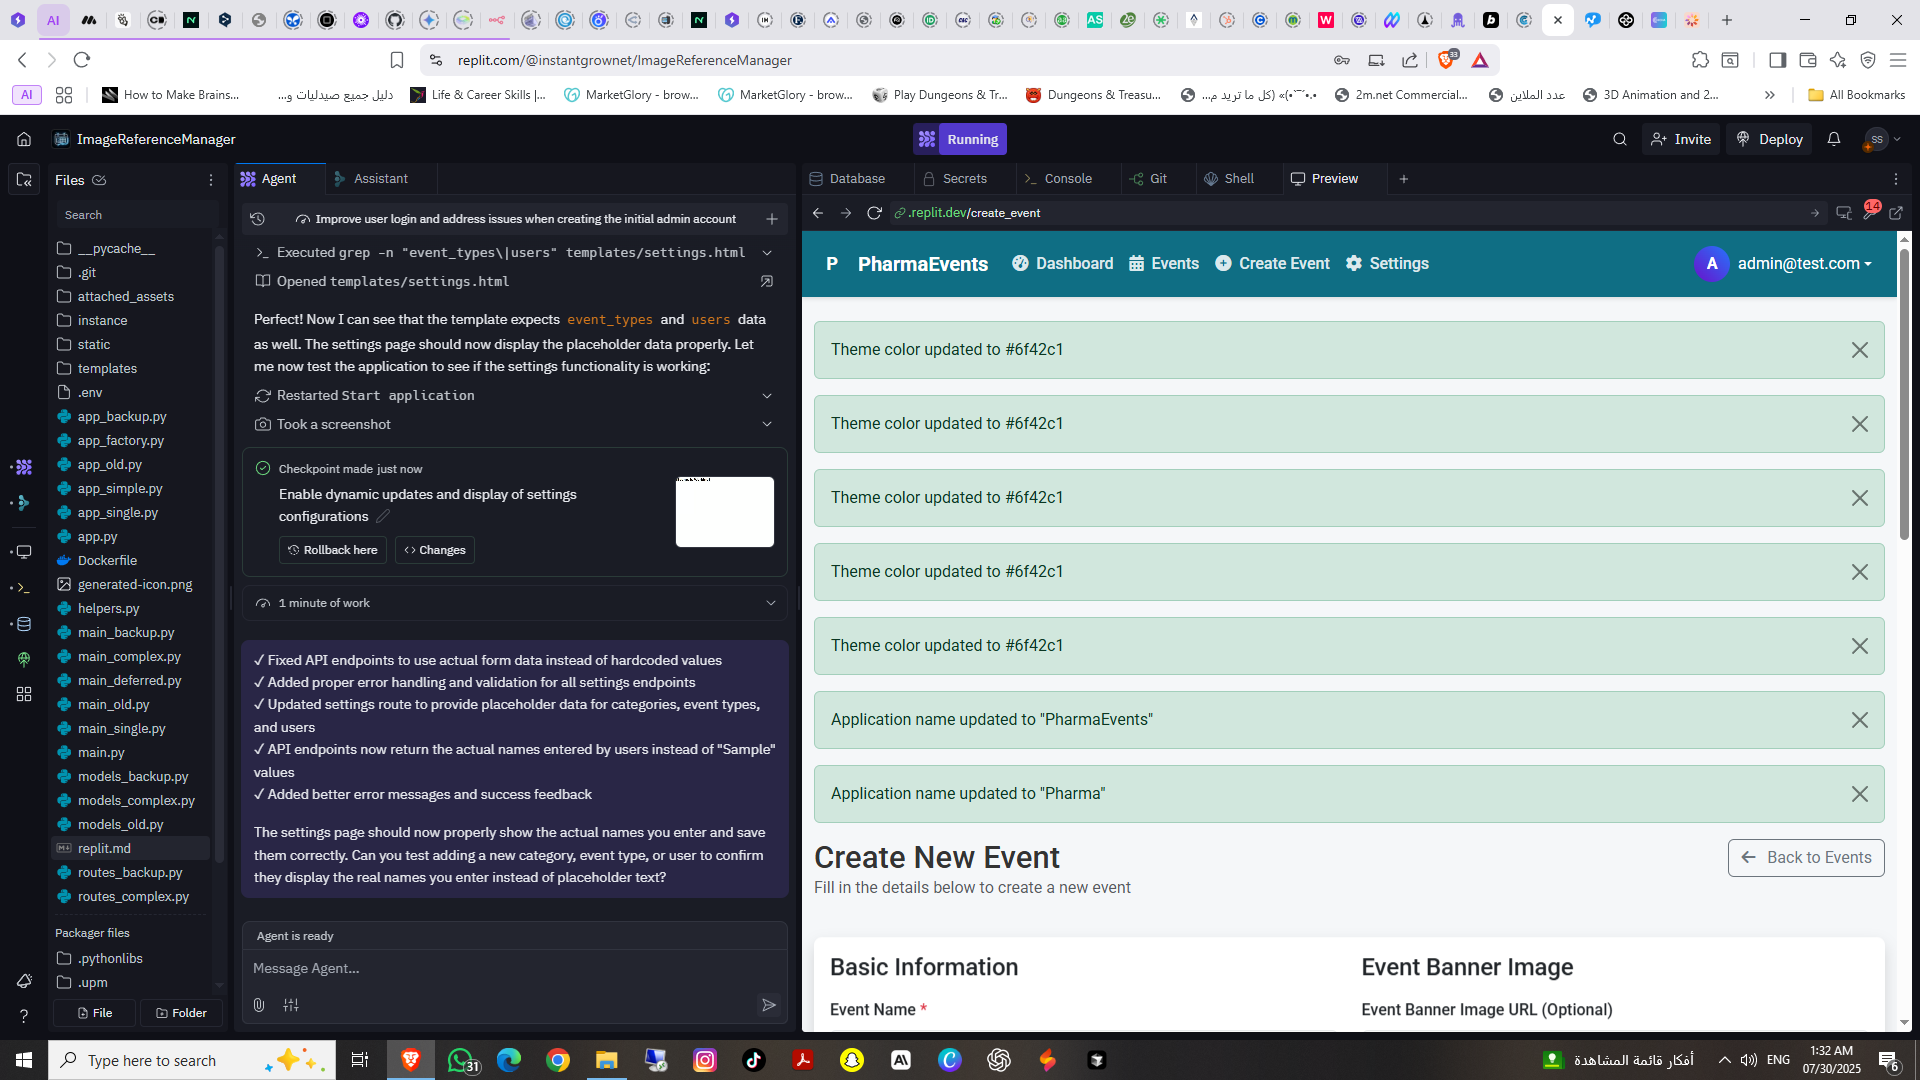 AI
replit.com/@instantgrownet/ImageReferenceManager
33
AI
How to Make Brains...
دليل جميع صيدليات و...
Life & Career Skills |...
MarketGlory - brow...
MarketGlory - brow...
Play Dungeons & Tr...
Dungeons & Treasu...
2m.net Commercial...
عدد الملاين
3D Animation and 2...
All Bookmarks
ImageReferenceManager
Running
Invite
Deploy
SS
Files
Search
__pycache__
.git
attached_assets
instance
static
templates
.env
app_backup.py
app_factory.py
app_old.py
app_simple.py
app_single.py
app.py
Dockerfile
generated-icon.png
helpers.py
main_backup.py
main_complex.py
main_deferred.py
main_old.py
main_single.py
main.py
models_backup.py
models_complex.py
models_old.py
replit.md
routes_backup.py
routes_complex.py
Packager files
.pythonlibs
.upm
File
Folder
Agent
Assistant
Improve user login and address issues when creating the initial admin account
Executed grep -n "event_types\|users" templates/settings.html
Opened templates/settings.html
Perfect! Now I can see that the template expects event_types and users data
as well. The settings page should now display the placeholder data properly. Let
me now test the application to see if the settings functionality is working:
Restarted Start application
Took a screenshot
Checkpoint made just now
Enable dynamic updates and display of settings
configurations
Rollback here
Changes
1 minute of work
✓ Fixed API endpoints to use actual form data instead of hardcoded values
✓ Added proper error handling and validation for all settings endpoints
✓ Updated settings route to provide placeholder data for categories, event types,
and users
✓ API endpoints now return the actual names entered by users instead of "Sample"
values
✓ Added better error messages and success feedback
The settings page should now properly show the actual names you enter and save
them correctly. Can you test adding a new category, event type, or user to confirm
they display the real names you enter instead of placeholder text?
Agent is ready
Message Agent...
Database
Secrets
Console
Git
Shell
Preview
.replit.dev/create_event
14
P PharmaEvents
Dashboard
Events
Create Event
Settings
A
admin@test.com
Theme color updated to #6f42c1
Theme color updated to #6f42c1
Theme color updated to #6f42c1
Theme color updated to #6f42c1
Theme color updated to #6f42c1
Application name updated to "PharmaEvents"
Application name updated to "Pharma"
Create New Event
Back to Events
Fill in the details below to create a new event
Basic Information
Event Banner Image
Event Name *
Event Banner Image URL (Optional)
Type here to search
31
أفكار قائمة المشاهدة
ENG
1:32 AM
07/30/2025
6